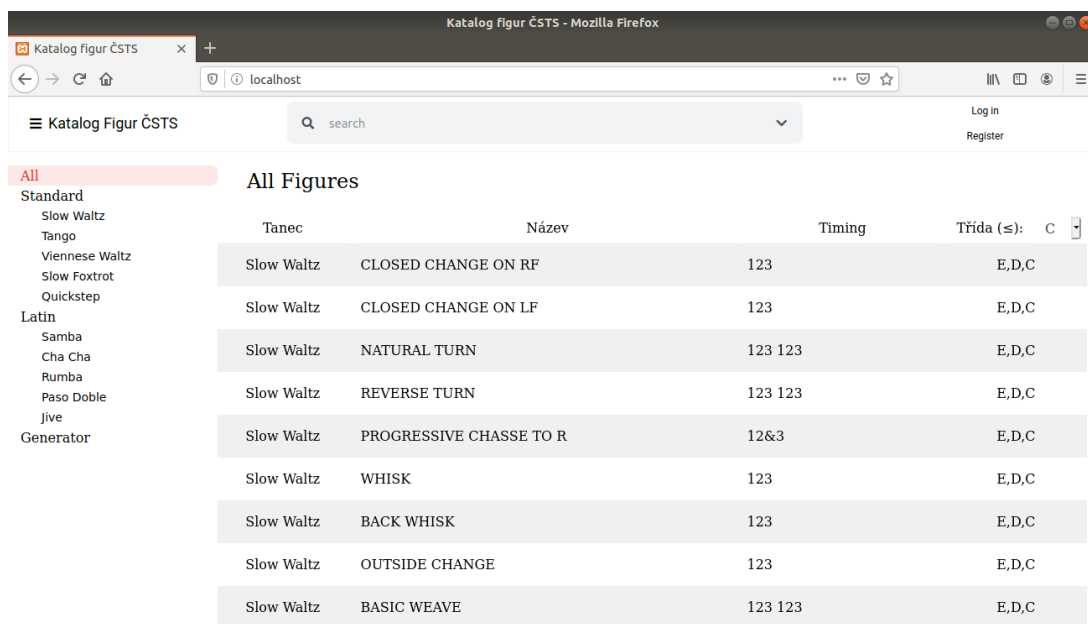 Katalog figur ČSTS - Mozilla Firefox
Katalog figur ČSTS
localhost
Katalog Figur ČSTS
search
Log in
Register
All
Standard
Slow Waltz
Tango
Viennese Waltz
Slow Foxtrot
Quickstep
Latin
Samba
Cha Cha
Rumba
Paso Doble
Jive
Generator
All Figures
Tanec Název Timing Třída (≤): C
Slow Waltz CLOSED CHANGE ON RF 123 E,D,C
Slow Waltz CLOSED CHANGE ON LF 123 E,D,C
Slow Waltz NATURAL TURN 123 123 E,D,C
Slow Waltz REVERSE TURN 123 123 E,D,C
Slow Waltz PROGRESSIVE CHASSE TO R 12&3 E,D,C
Slow Waltz WHISK 123 E,D,C
Slow Waltz BACK WHISK 123 E,D,C
Slow Waltz OUTSIDE CHANGE 123 E,D,C
Slow Waltz BASIC WEAVE 123 123 E,D,C